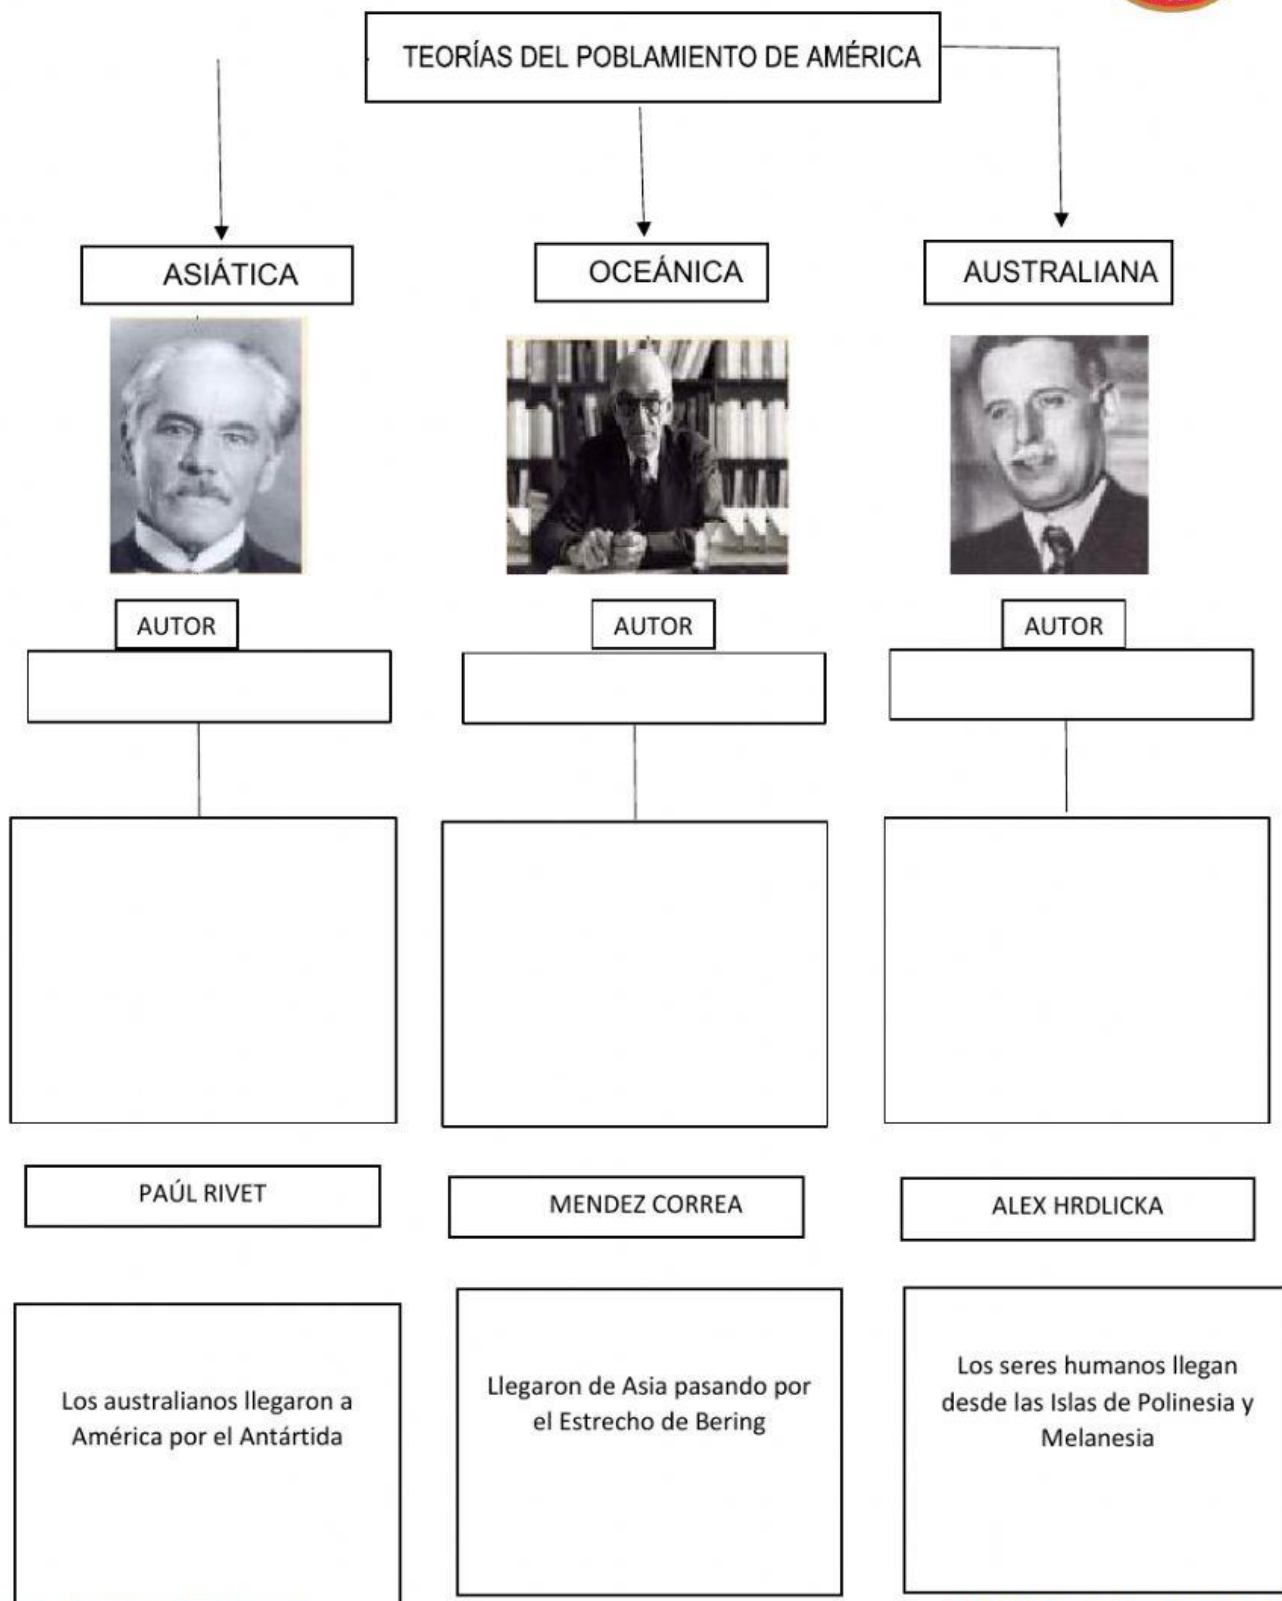 TEORÍAS DEL POBLAMIENTO DE AMÉRICA
ASIÁTICA
OCEÁNICA
AUSTRALIANA
AUTOR
AUTOR
AUTOR
PAÚL RIVET
MENDEZ CORREA
ALEX HRDLICKA
Los australianos llegaron a
América por el Antártida
Llegaron de Asia pasando por
el Estrecho de Bering
Los seres humanos llegan
desde las Islas de Polinesia y
Melanesia